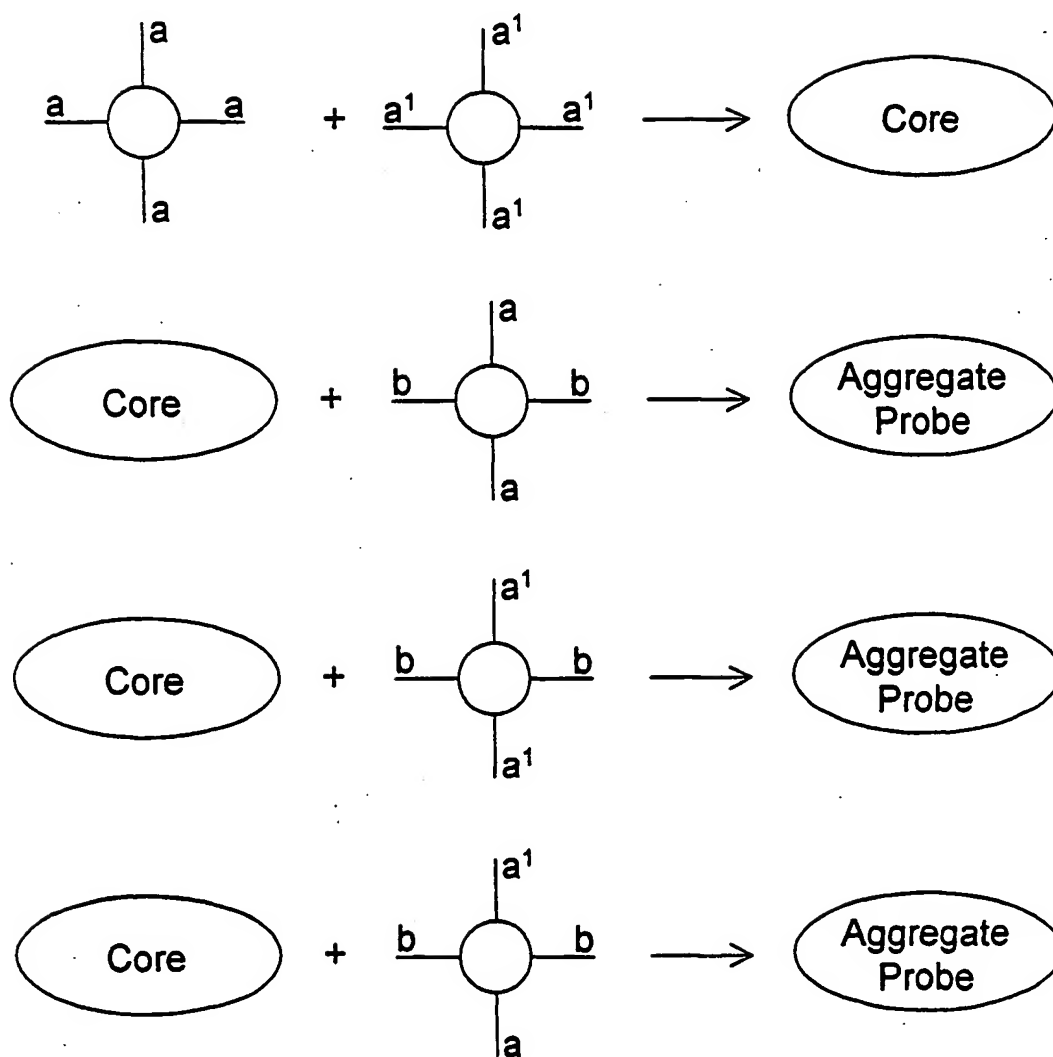 a
a a
a
+
a¹
a¹ a¹
a¹
Core
Core
+
a
b b
a
Aggregate
Probe
Core
+
a¹
b b
a¹
Aggregate
Probe
Core
+
a¹
b b
a
Aggregate
Probe